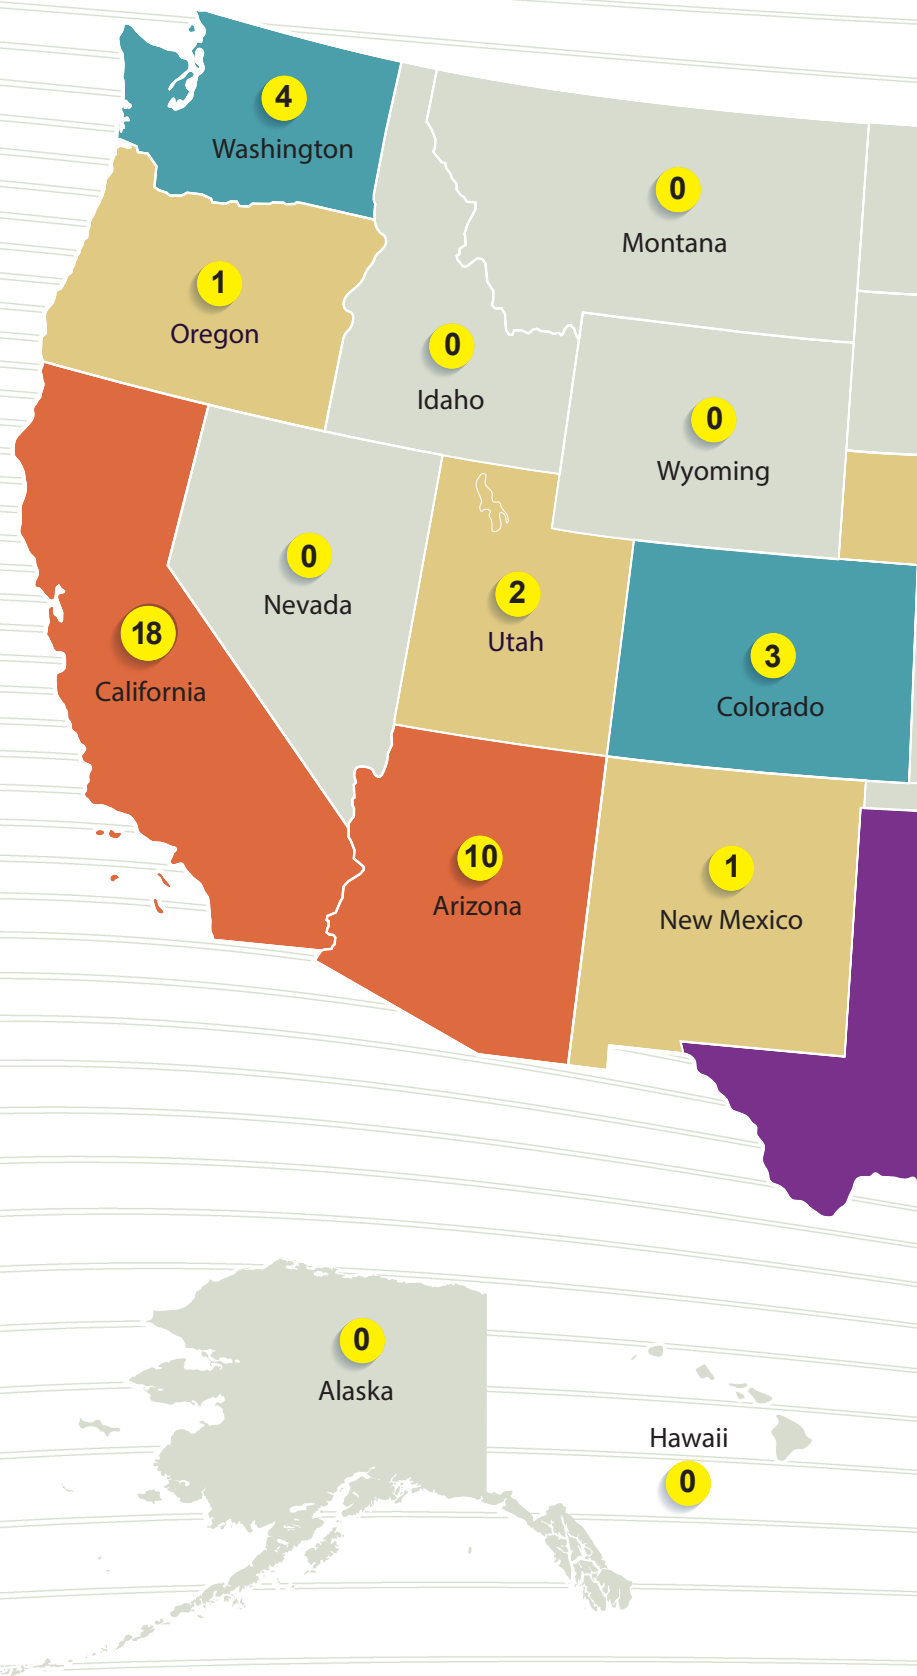 4
Washington
0
Montana
1
Oregon
0
Idaho
0
Wyoming
0
Nevada
2
Utah
18
California
3
Colorado
10
Arizona
1
New Mexico
0
Alaska
Hawaii
0